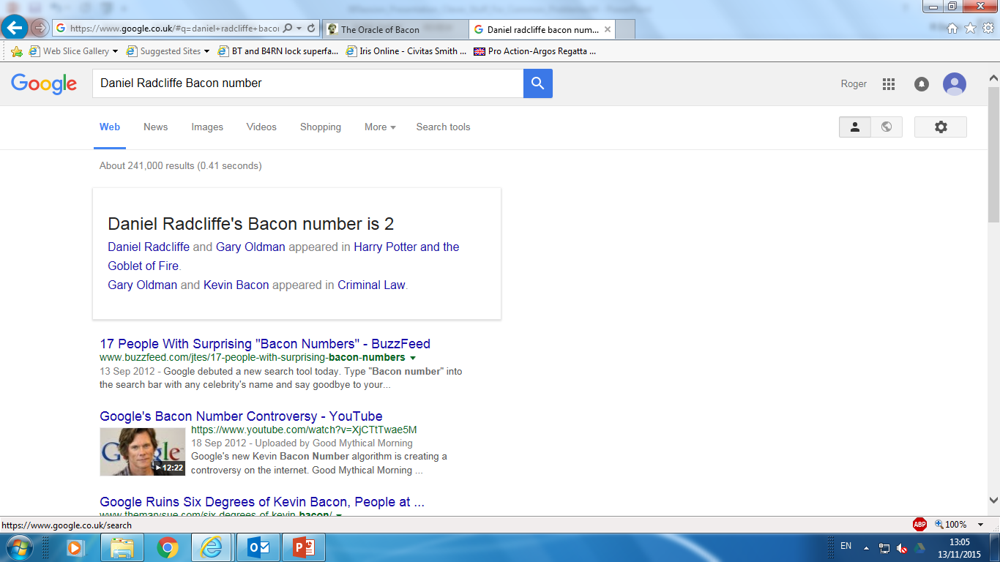 https://www.google.co.uk/#q=daniel+radcliffe+bacon
The Oracle of Bacon
Daniel radcliffe bacon num...
Web Slice Gallery
Suggested Sites
BT and B4RN lock superfa...
Iris Online - Civitas Smith ...
Pro Action-Argos Regatta ...
Google
Daniel Radcliffe Bacon number
Roger
Web News Images Videos Shopping More Search tools
About 241,000 results (0.41 seconds)
Daniel Radcliffe's Bacon number is 2
Daniel Radcliffe and Gary Oldman appeared in Harry Potter and the
Goblet of Fire.
Gary Oldman and Kevin Bacon appeared in Criminal Law.
17 People With Surprising "Bacon Numbers" - BuzzFeed
www.buzzfeed.com/jtes/17-people-with-surprising-bacon-numbers
13 Sep 2012 - Google debuted a new search tool today. Type "Bacon number" into
the search bar with any celebrity's name and say goodbye to your...
Google's Bacon Number Controversy - YouTube
https://www.youtube.com/watch?v=XjCTtTwae5M
18 Sep 2012 - Uploaded by Good Mythical Morning
Google's new Kevin Bacon Number algorithm is creating a
controversy on the internet. Good Mythical Morning ...
12:22
Google Ruins Six Degrees of Kevin Bacon, People at ...
www.themarysue.com/six-degrees-of-kevin-bacon/
https://www.google.co.uk/search
ABP
100%
EN
13:05
13/11/2015